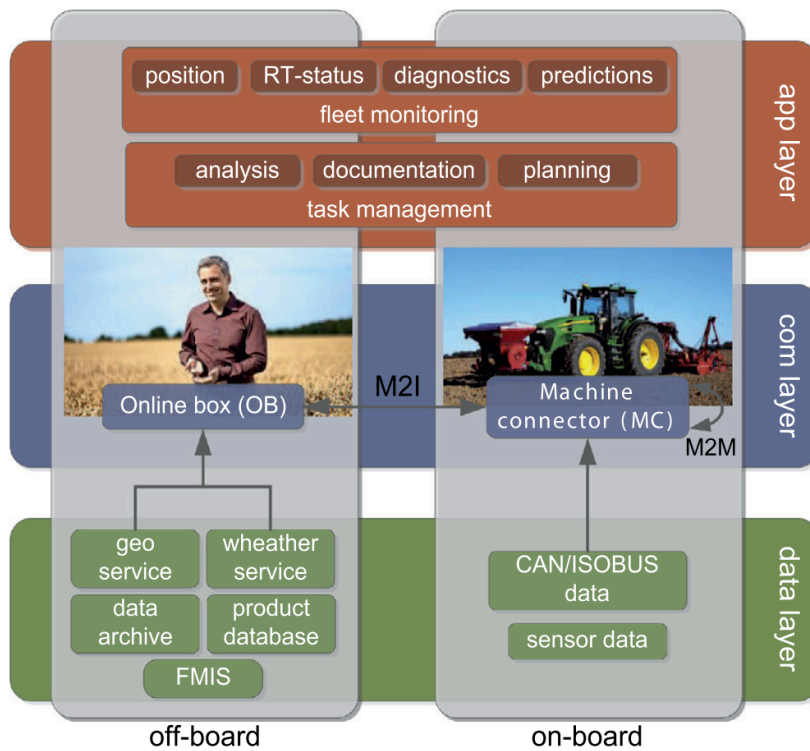 position
RT-status
diagnostics
predictions
fleet monitoring
analysis
documentation
planning
task management
app layer
M2I
Online box (OB)
Machine
connector (MC)
M2M
com layer
geo
service
wheather
service
data
archive
product
database
FMIS
CAN/ISOBUS
data
sensor data
data layer
off-board
on-board